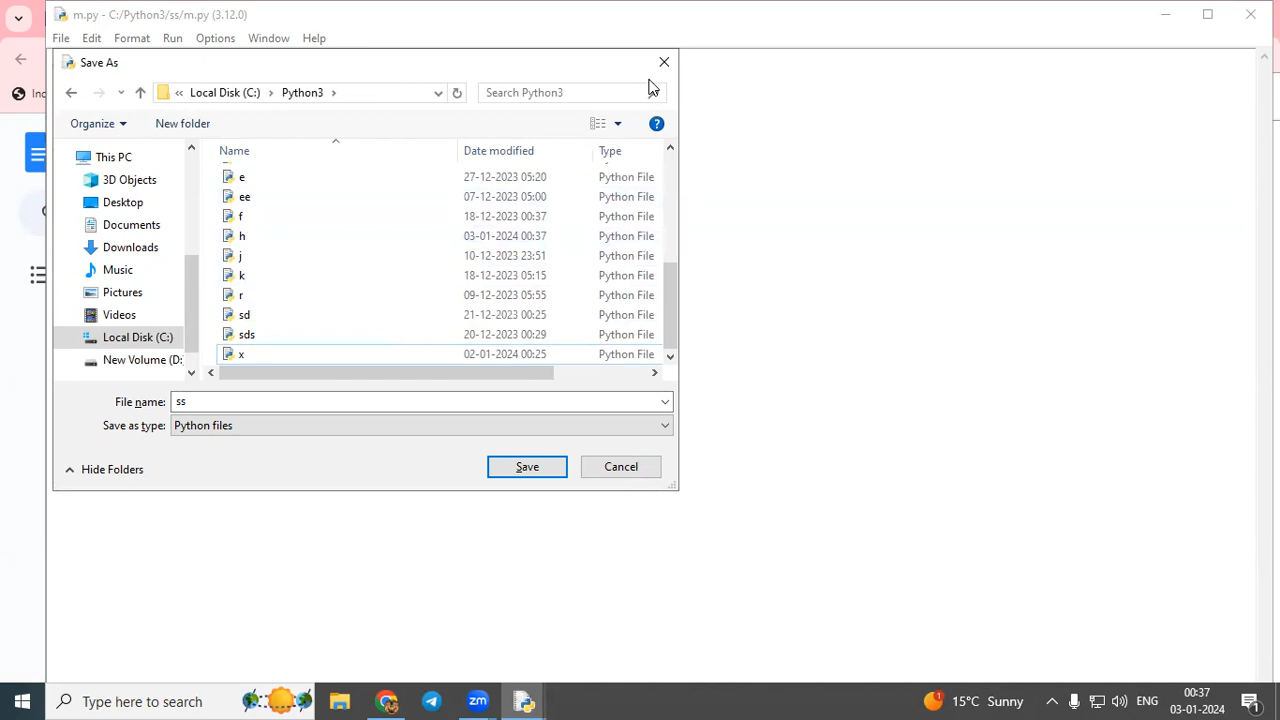 m.py - C:/Python3/ss/m.py (3.12.0)
File Edit Format Run Options Window Help
Save As
« Local Disk (C:) › Python3 ›
Search Python3
Organize
New folder
Name Date modified Type
This PC
3D Objects
Desktop
Documents
Downloads
Music
Pictures
Videos
Local Disk (C:)
New Volume (D:
e 27-12-2023 05:20 Python File
ee 07-12-2023 05:00 Python File
f 18-12-2023 00:37 Python File
h 03-01-2024 00:37 Python File
j 10-12-2023 23:51 Python File
k 18-12-2023 05:15 Python File
r 09-12-2023 05:55 Python File
sd 21-12-2023 00:25 Python File
sds 20-12-2023 00:29 Python File
x 02-01-2024 00:25 Python File
File name: ss
Save as type: Python files
Hide Folders
Save
Cancel
Type here to search
zm
15°C Sunny
ENG
00:37
03-01-2024
1